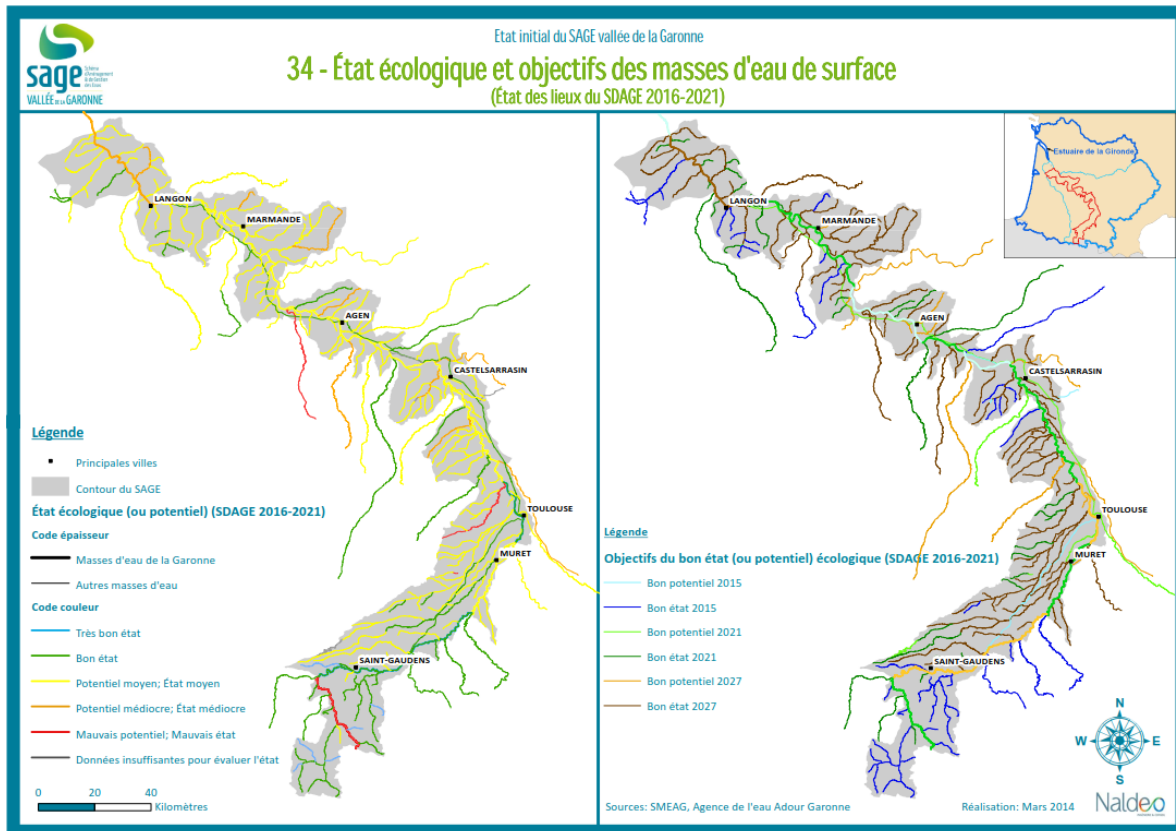 Etat initial du SAGE vallée de la Garonne
34 - État écologique et objectifs des masses d'eau de surface
(État des lieux du SDAGE 2016-2021)
sage
VALLÉE DE LA GARONNE
LANGON
MARMANDE
AGEN
CASTELSARRASIN
TOULOUSE
MURET
SAINT-GAUDENS
Légende
Principales villes
Contour du SAGE
État écologique (ou potentiel) (SDAGE 2016-2021)
Code épaisseur
Masses d'eau de la Garonne
Autres masses d'eau
Code couleur
Très bon état
Bon état
Potentiel moyen; État moyen
Potentiel médiocre; État médiocre
Mauvais potentiel; Mauvais état
Données insuffisantes pour évaluer l'état
0 20 40
Kilomètres
Estuaire de la Gironde
LANGON
MARMANDE
AGEN
CASTELSARRASIN
TOULOUSE
MURET
SAINT-GAUDENS
Légende
Objectifs du bon état (ou potentiel) écologique (SDAGE 2016-2021)
Bon potentiel 2015
Bon état 2015
Bon potentiel 2021
Bon état 2021
Bon potentiel 2027
Bon état 2027
N
W E
S
Sources: SMEAG, Agence de l'eau Adour Garonne
Réalisation: Mars 2014
Naldeo